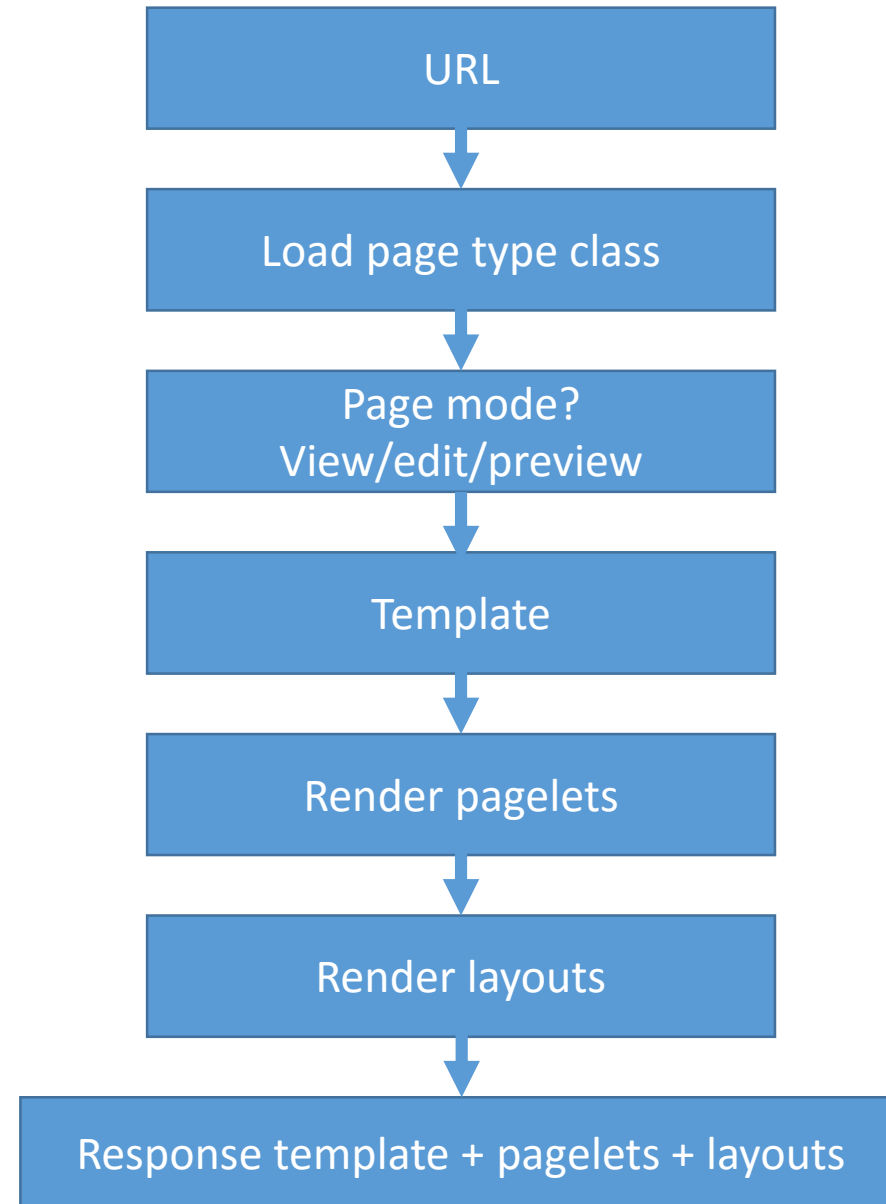 URL
Load page type class
Page mode?
View/edit/preview
Template
Render pagelets
Render layouts
Response template + pagelets + layouts